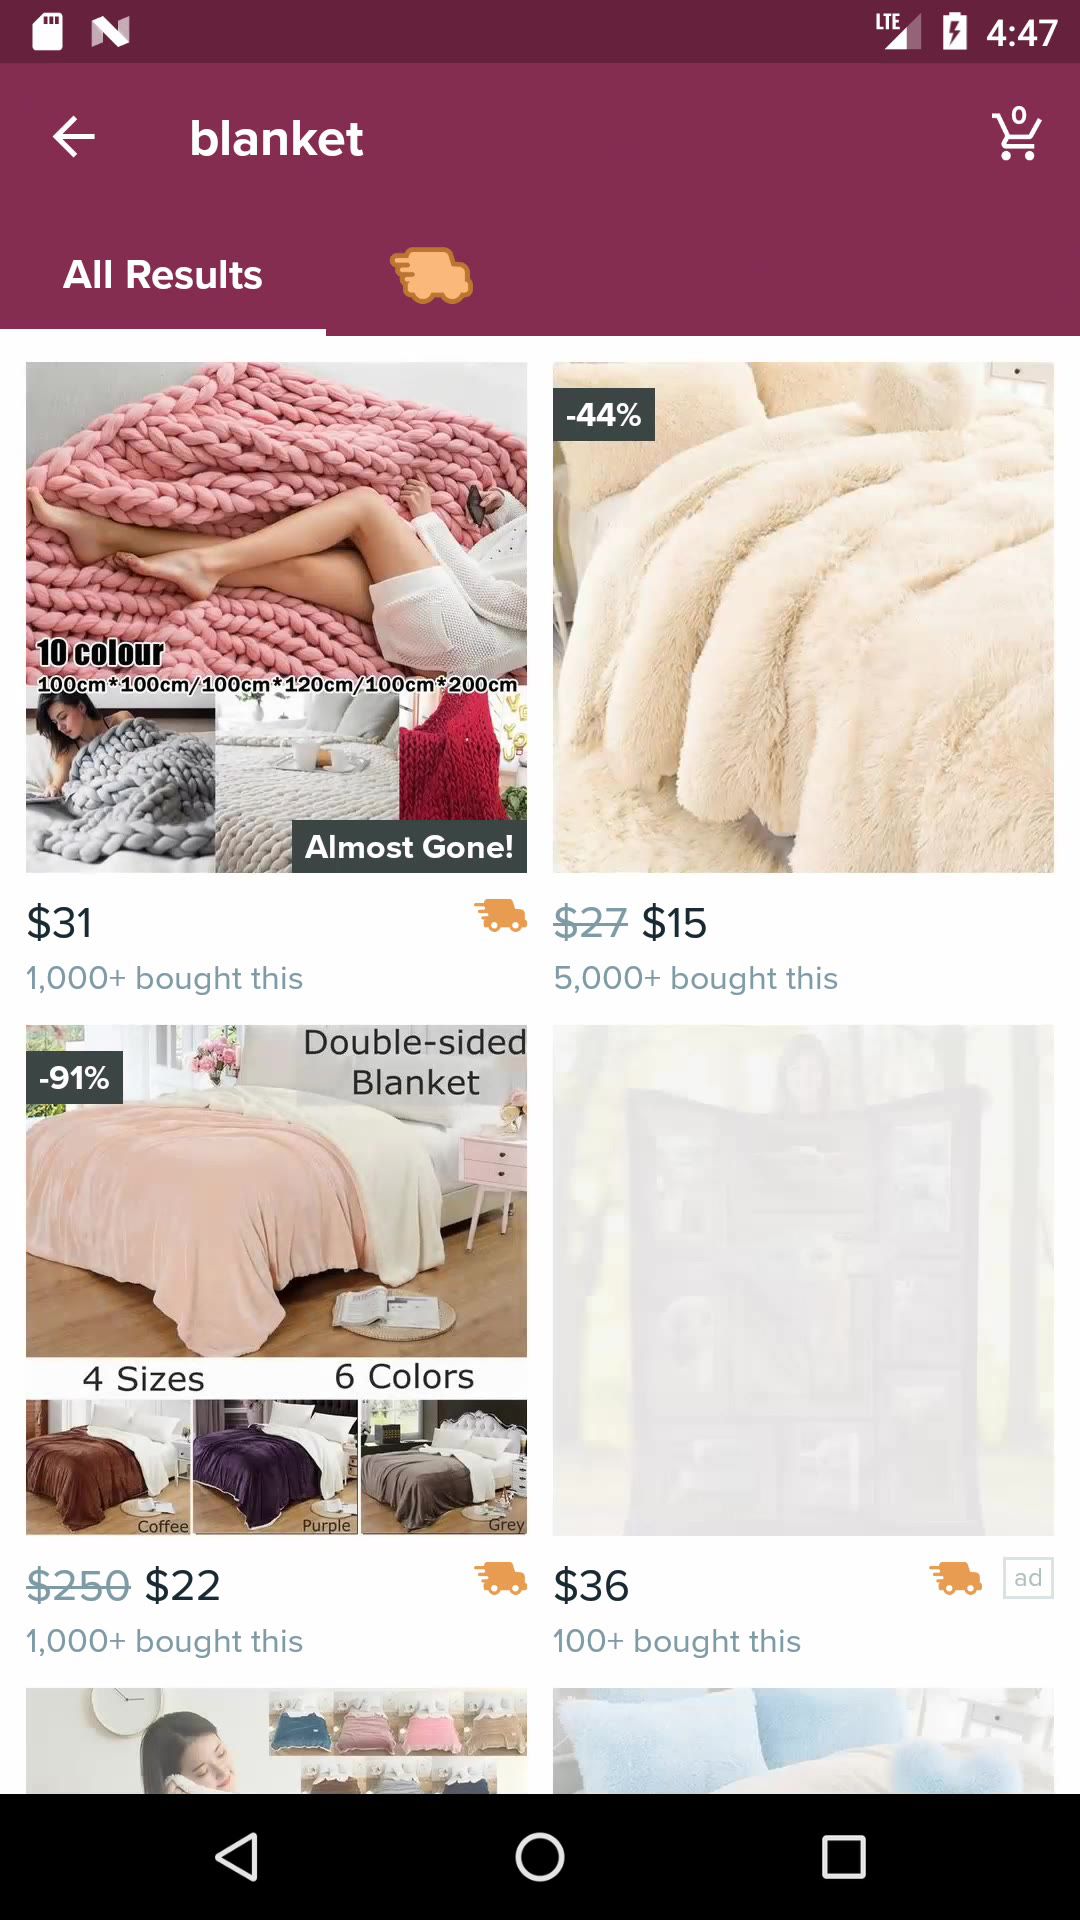 LTE 4:47
blanket
0
All Results
-44%
10 colour
100cm*100cm/100cm*120cm/100cm*200cm
Almost Gone!
$31
$27 $15
1,000+ bought this
5,000+ bought this
-91%
Double-sided
Blanket
4 Sizes
6 Colors
Coffee
Purple
Grey
$250 $22
$36
ad
1,000+ bought this
100+ bought this